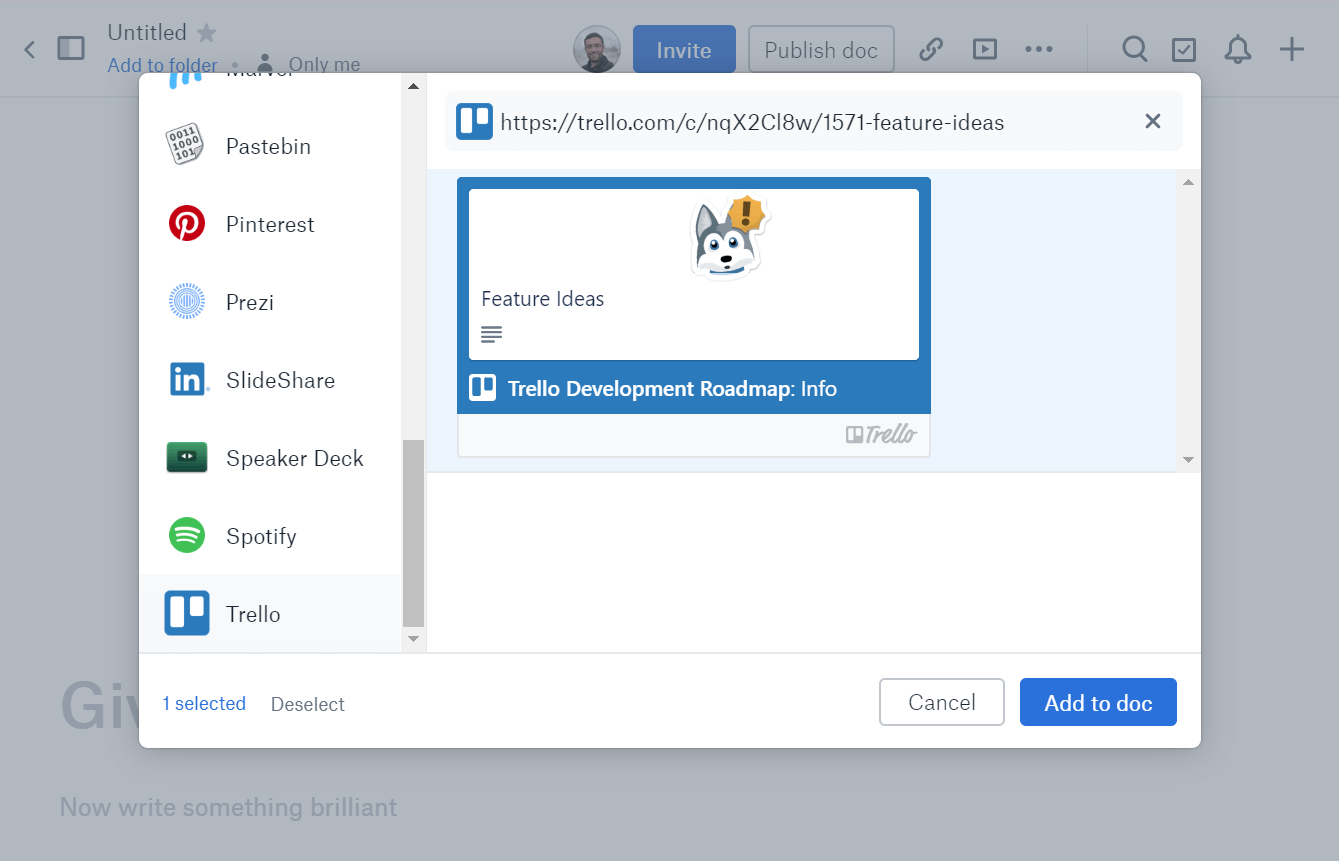 Untitled
Add to folder • Only me
Invite
Publish doc
Marvel
Pastebin
Pinterest
Prezi
SlideShare
Speaker Deck
Spotify
Trello
https://trello.com/c/nqX2Cl8w/1571-feature-ideas
Feature Ideas
Trello Development Roadmap: Info
Trello
1 selected
Deselect
Cancel
Add to doc
Now write something brilliant